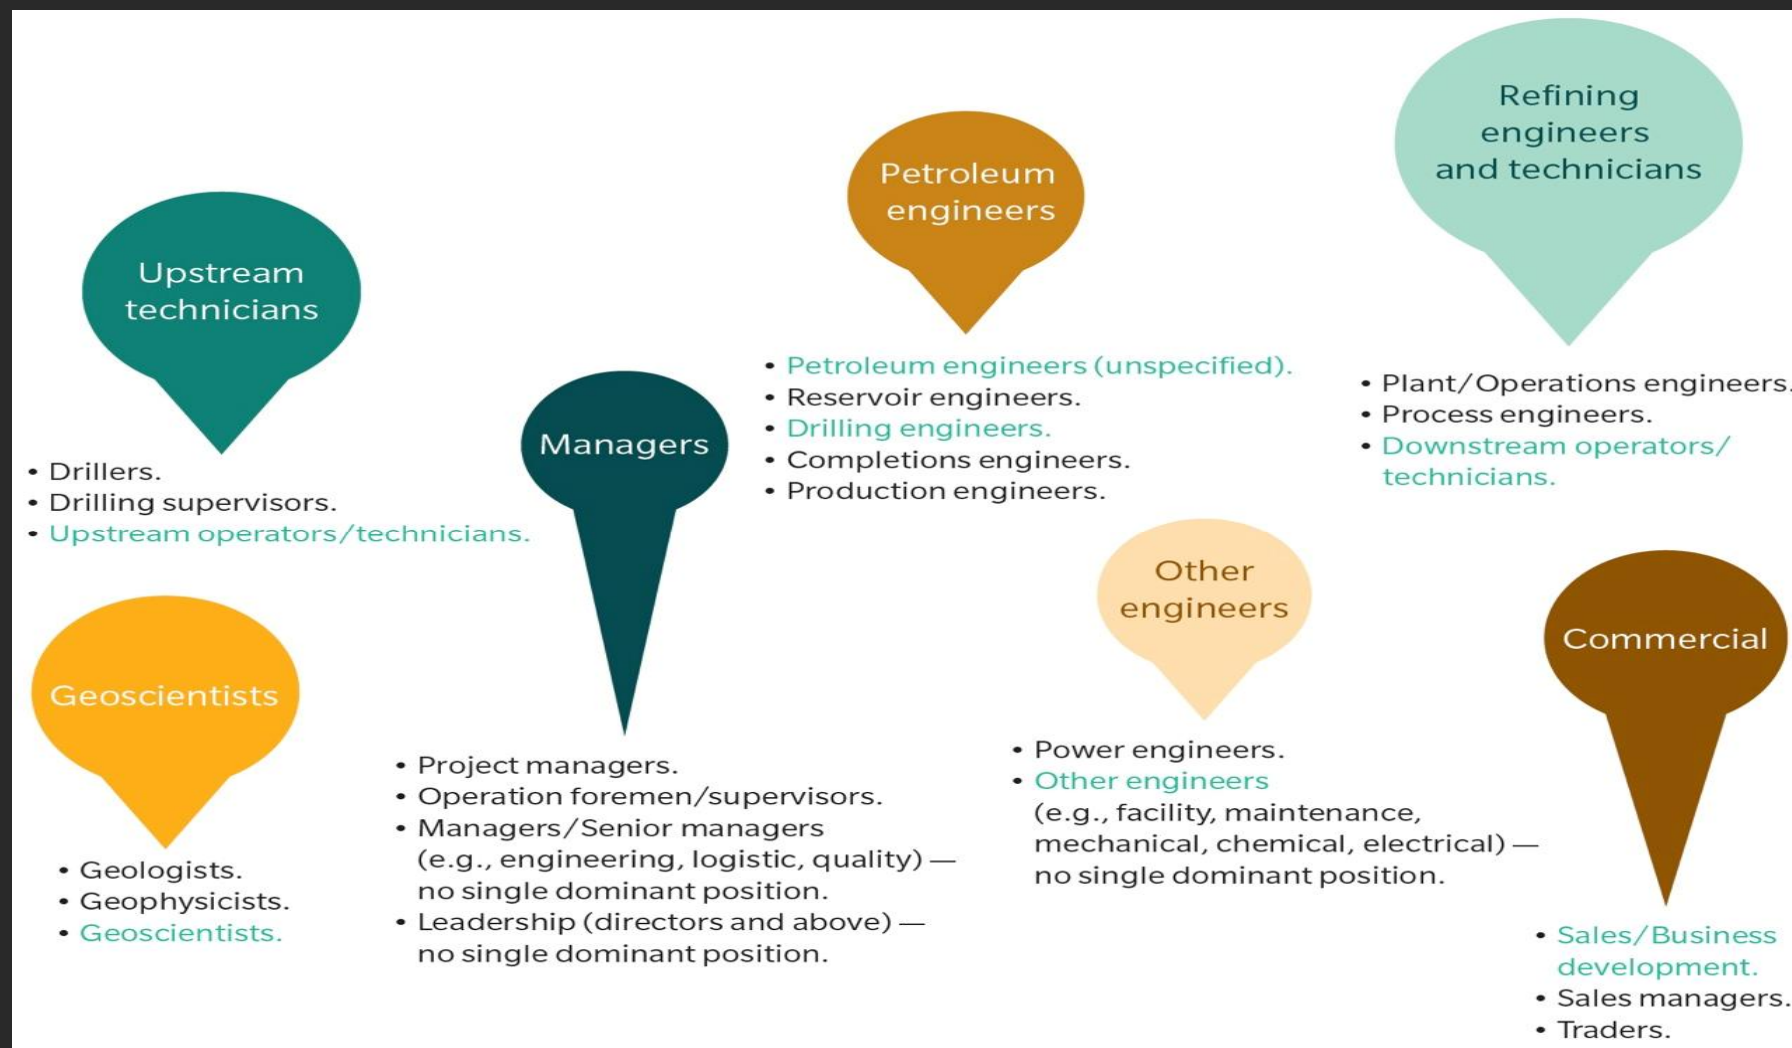 Upstream
technicians
• Drillers.
• Drilling supervisors.
• Upstream operators/technicians.
Geoscientists
• Geologists.
• Geophysicists.
• Geoscientists.
Managers
• Project managers.
• Operation foremen/supervisors.
• Managers/Senior managers
(e.g., engineering, logistic, quality) —
no single dominant position.
• Leadership (directors and above) —
no single dominant position.
Petroleum
engineers
• Petroleum engineers (unspecified).
• Reservoir engineers.
• Drilling engineers.
• Completions engineers.
• Production engineers.
Other
engineers
• Power engineers.
• Other engineers
(e.g., facility, maintenance,
mechanical, chemical, electrical) —
no single dominant position.
Refining
engineers
and technicians
• Plant/Operations engineers.
• Process engineers.
• Downstream operators/
technicians.
Commercial
• Sales/Business
development.
• Sales managers.
• Traders.